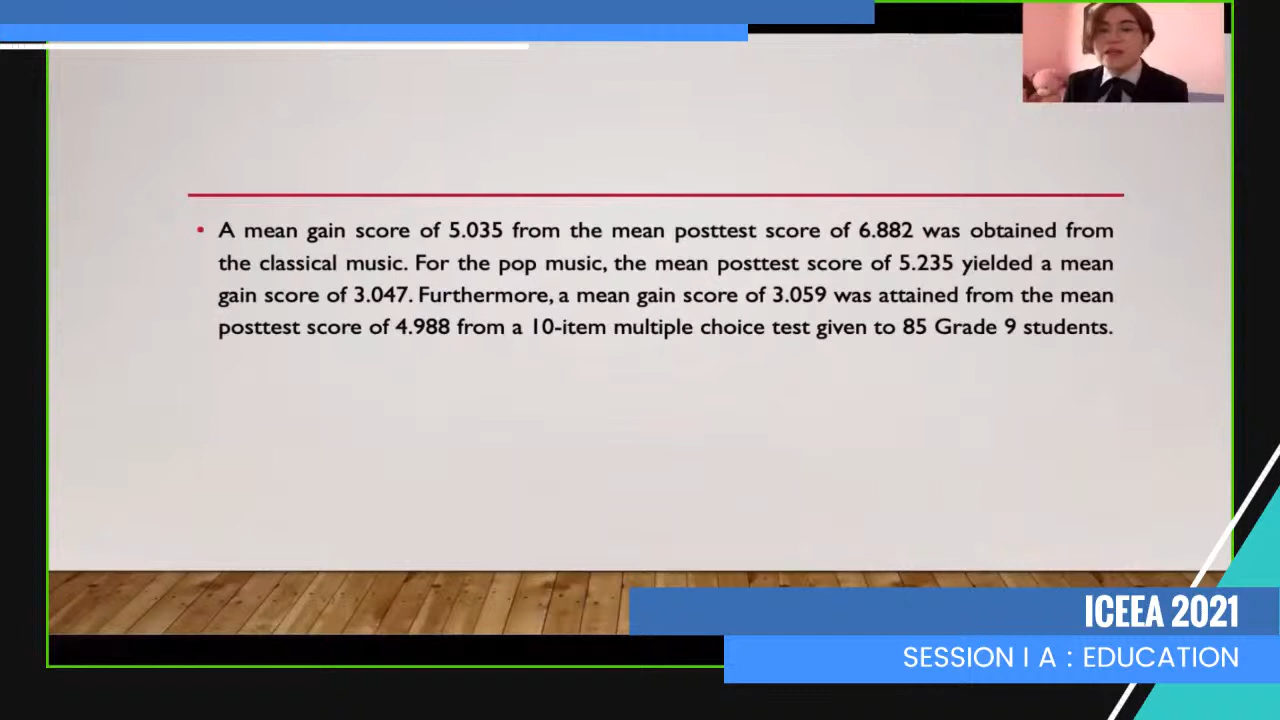 • A mean gain score of 5.035 from the mean posttest score of 6.882 was obtained from
the classical music. For the pop music, the mean posttest score of 5.235 yielded a mean
gain score of 3.047. Furthermore, a mean gain score of 3.059 was attained from the mean
posttest score of 4.988 from a 10-item multiple choice test given to 85 Grade 9 students.
ICEEA 2021
SESSION I A : EDUCATION